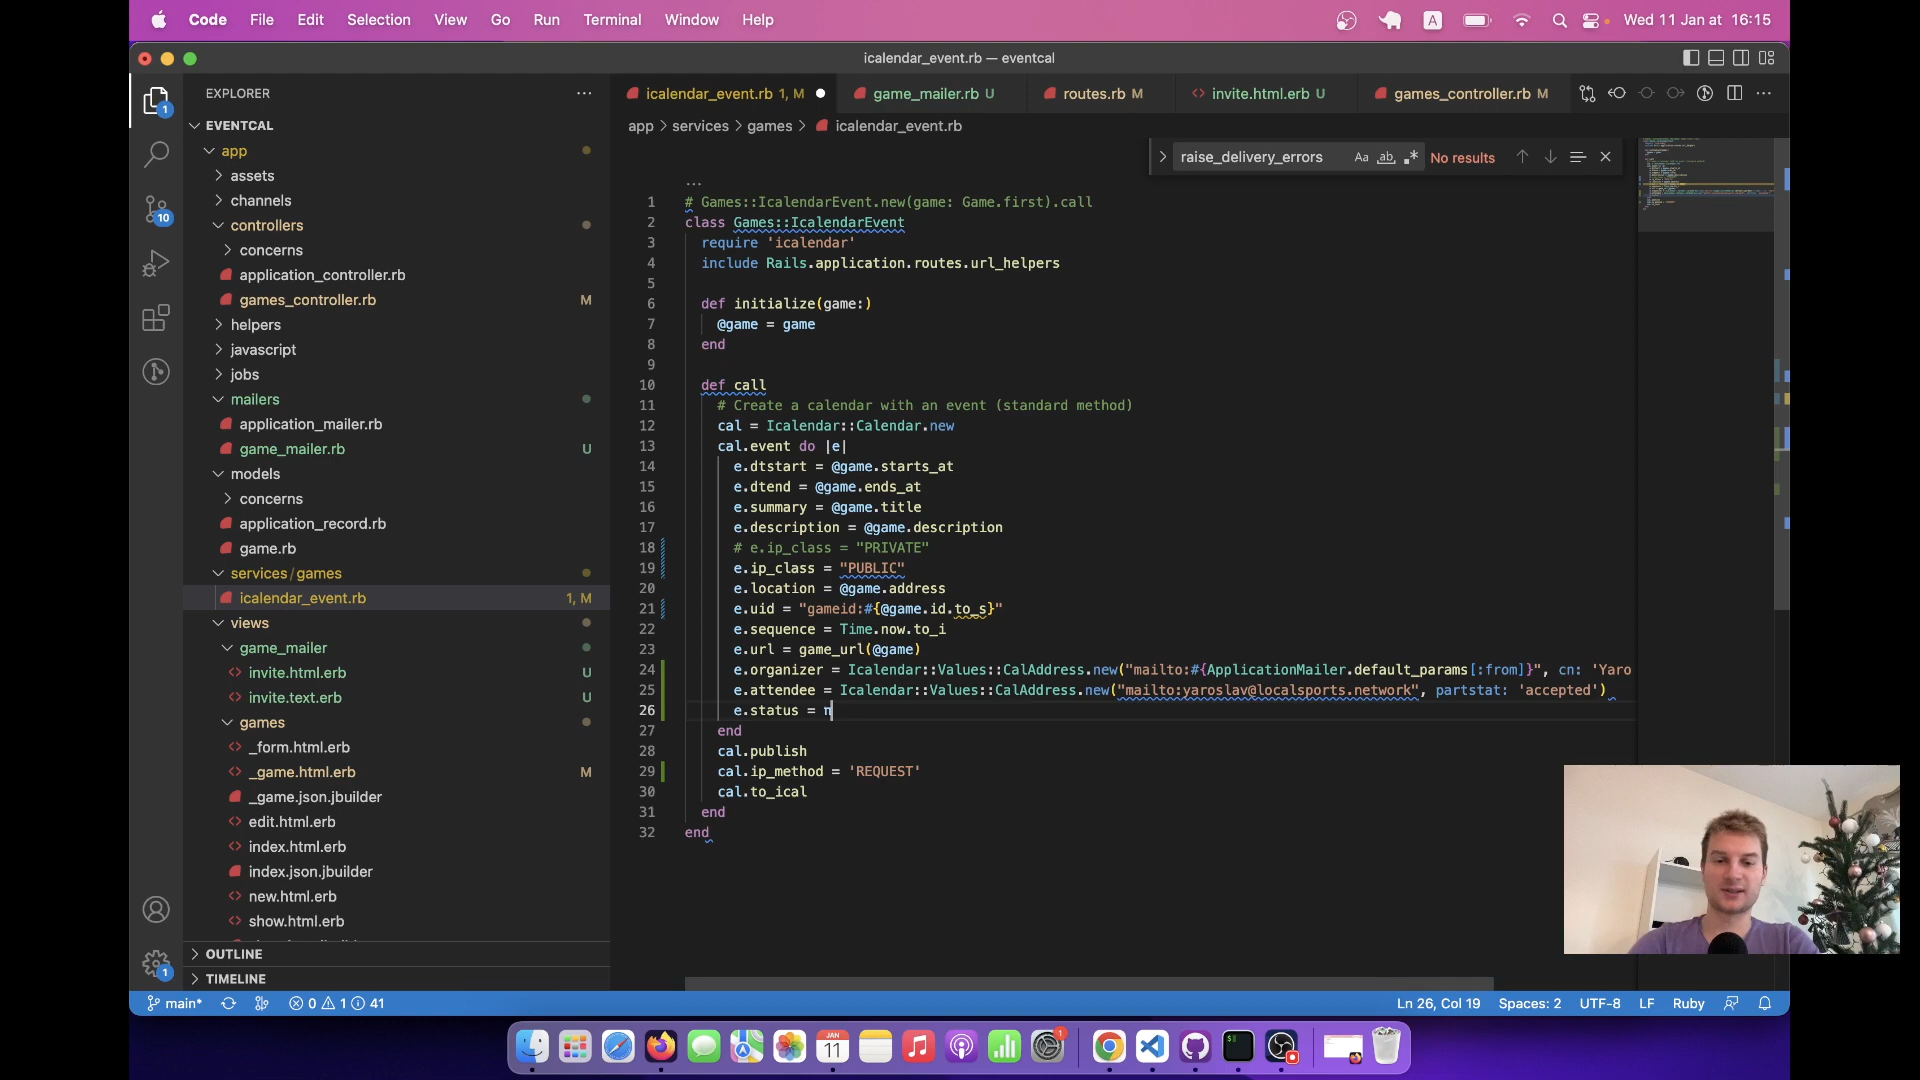 Code File Edit Selection View Go Run Terminal Window Help
A
Wed 11 Jan at 16:15
icalendar_event.rb — eventcal
EXPLORER
icalendar_event.rb 1, M
game_mailer.rb U
routes.rb M
invite.html.erb U
games_controller.rb M
app > services > games > icalendar_event.rb
raise_delivery_errors
Aa ab No results
EVENTCAL
app
assets
channels
controllers
concerns
application_controller.rb
games_controller.rb M
helpers
javascript
jobs
mailers
application_mailer.rb
game_mailer.rb U
models
concerns
application_record.rb
game.rb
services/games
icalendar_event.rb 1, M
views
game_mailer
invite.html.erb U
invite.text.erb U
games
_form.html.erb
_game.html.erb M
_game.json.jbuilder
edit.html.erb
index.html.erb
index.json.jbuilder
new.html.erb
show.html.erb
OUTLINE
TIMELINE
1
10
1
1 # Games::IcalendarEvent.new(game: Game.first).call
2 class Games::IcalendarEvent
3 require 'icalendar'
4 include Rails.application.routes.url_helpers
5
6 def initialize(game:)
7 @game = game
8 end
9
10 def call
11 # Create a calendar with an event (standard method)
12 cal = Icalendar::Calendar.new
13 cal.event do |e|
14 e.dtstart = @game.starts_at
15 e.dtend = @game.ends_at
16 e.summary = @game.title
17 e.description = @game.description
18 # e.ip_class = "PRIVATE"
19 e.ip_class = "PUBLIC"
20 e.location = @game.address
21 e.uid = "gameid:#{@game.id.to_s}"
22 e.sequence = Time.now.to_i
23 e.url = game_url(@game)
24 e.organizer = Icalendar::Values::CalAddress.new("mailto:#{ApplicationMailer.default_params[:from]}", cn: 'Yaro
25 e.attendee = Icalendar::Values::CalAddress.new("mailto:yaroslav@localsports.network", partstat: 'accepted')
26 e.status = n
27 end
28 cal.publish
29 cal.ip_method = 'REQUEST'
30 cal.to_ical
31 end
32 end
main* 0 1 41
Ln 26, Col 19 Spaces: 2 UTF-8 LF Ruby
JAN
11
1